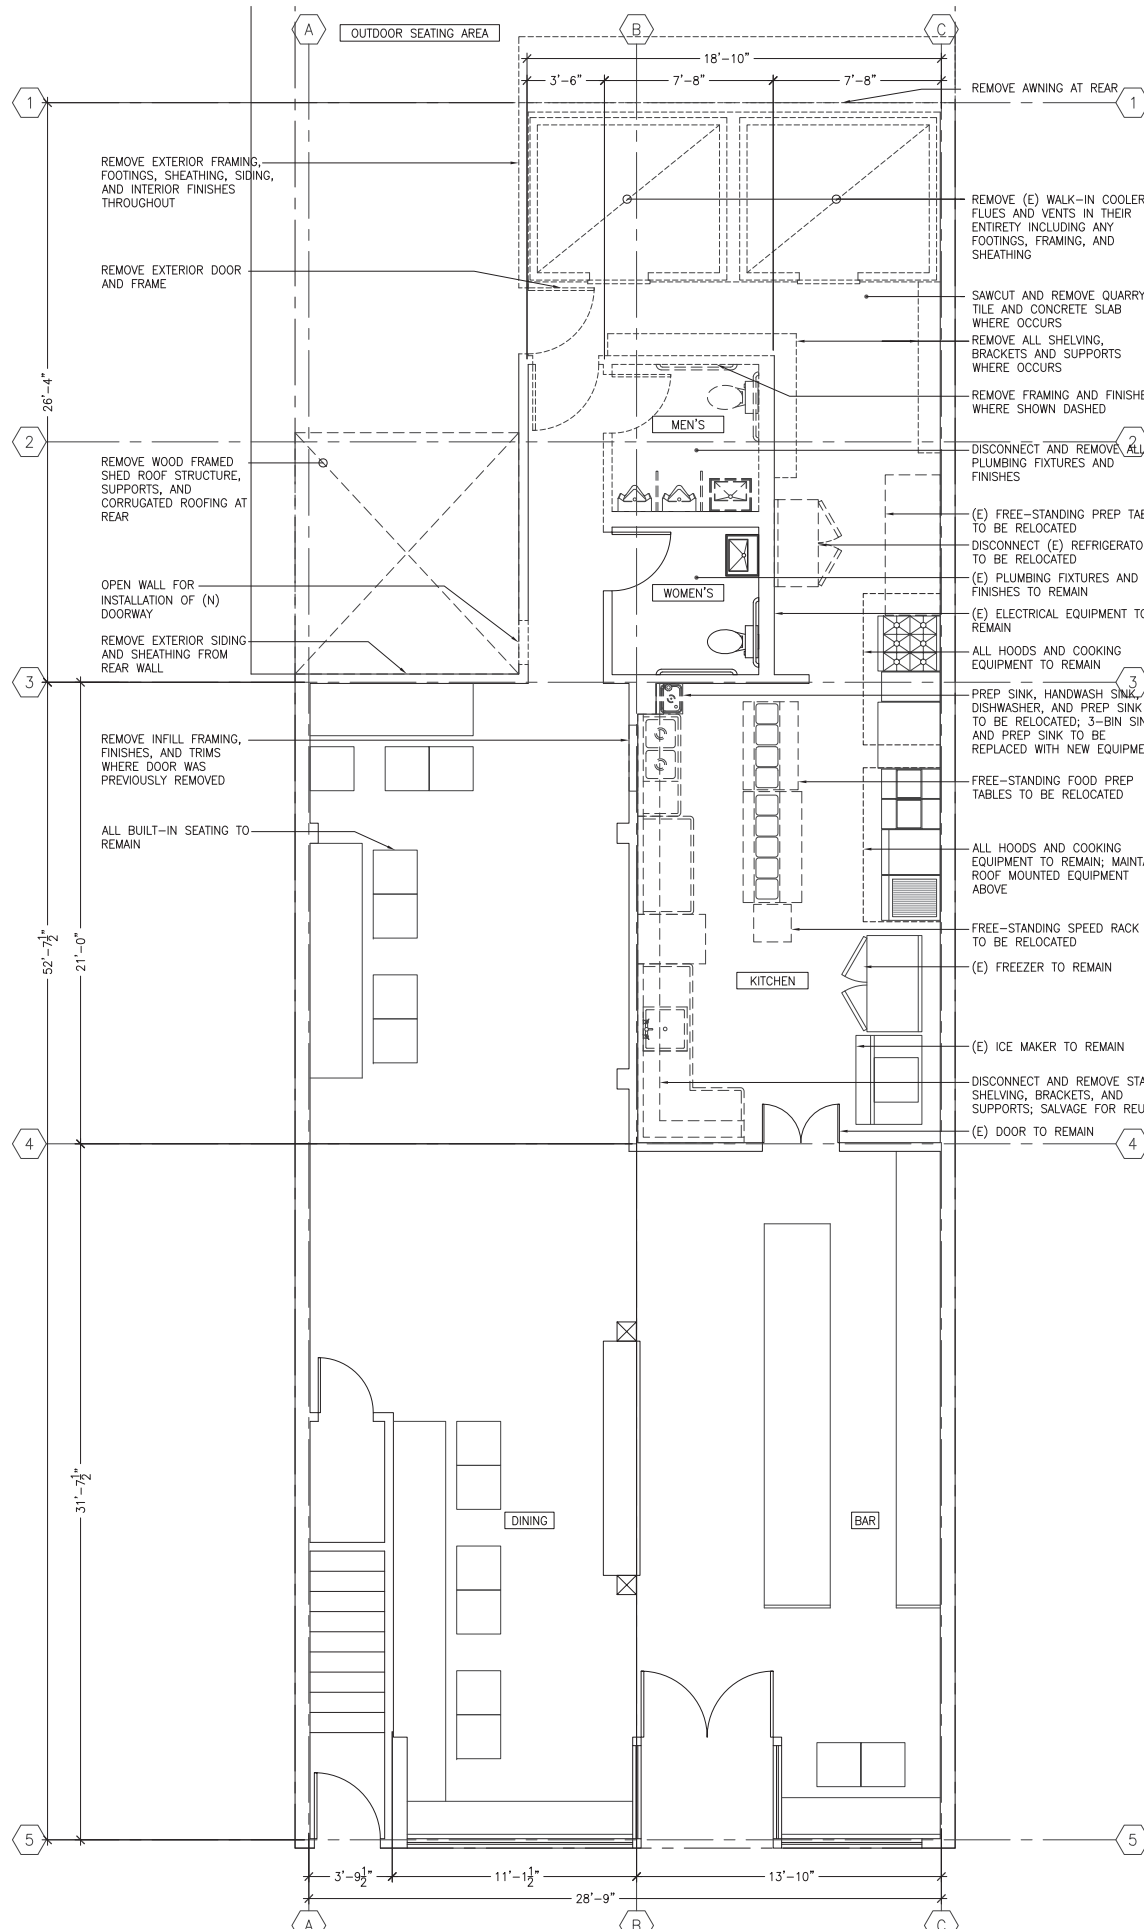 A
B
C
OUTDOOR SEATING AREA
18'-10"
3'-6"
7'-8"
7'-8"
1
1
REMOVE AWNING AT REAR
REMOVE EXTERIOR FRAMING,
FOOTINGS, SHEATHING, SIDING,
AND INTERIOR FINISHES
THROUGHOUT
REMOVE (E) WALK-IN COOLER
FLUES AND VENTS IN THEIR
ENTIRETY INCLUDING ANY
FOOTINGS, FRAMING, AND
SHEATHING
REMOVE EXTERIOR DOOR
AND FRAME
SAWCUT AND REMOVE QUARRY
TILE AND CONCRETE SLAB
WHERE OCCURS
REMOVE ALL SHELVING,
BRACKETS AND SUPPORTS
WHERE OCCURS
26'-4"
REMOVE FRAMING AND FINISHE
WHERE SHOWN DASHED
MEN'S
2
2
DISCONNECT AND REMOVE ALL
PLUMBING FIXTURES AND
FINISHES
REMOVE WOOD FRAMED
SHED ROOF STRUCTURE,
SUPPORTS, AND
CORRUGATED ROOFING AT
REAR
(E) FREE-STANDING PREP TAB
TO BE RELOCATED
DISCONNECT (E) REFRIGERATO
TO BE RELOCATED
OPEN WALL FOR
INSTALLATION OF (N)
DOORWAY
WOMEN'S
(E) PLUMBING FIXTURES AND
FINISHES TO REMAIN
(E) ELECTRICAL EQUIPMENT TO
REMAIN
REMOVE EXTERIOR SIDING
AND SHEATHING FROM
REAR WALL
ALL HOODS AND COOKING
EQUIPMENT TO REMAIN
3
3
PREP SINK, HANDWASH SINK,
DISHWASHER, AND PREP SINK
TO BE RELOCATED; 3-BIN SIN
AND PREP SINK TO BE
REPLACED WITH NEW EQUIPME
REMOVE INFILL FRAMING,
FINISHES, AND TRIMS
WHERE DOOR WAS
PREVIOUSLY REMOVED
FREE-STANDING FOOD PREP
TABLES TO BE RELOCATED
ALL BUILT-IN SEATING TO
REMAIN
ALL HOODS AND COOKING
EQUIPMENT TO REMAIN; MAINTA
ROOF MOUNTED EQUIPMENT
ABOVE
52'-7½"
21'-0"
FREE-STANDING SPEED RACK
TO BE RELOCATED
(E) FREEZER TO REMAIN
KITCHEN
(E) ICE MAKER TO REMAIN
DISCONNECT AND REMOVE STA
SHELVING, BRACKETS, AND
SUPPORTS; SALVAGE FOR REU
(E) DOOR TO REMAIN
4
4
31'-7½"
DINING
BAR
5
5
3'-9½"
11'-1½"
13'-10"
28'-9"
A
B
C